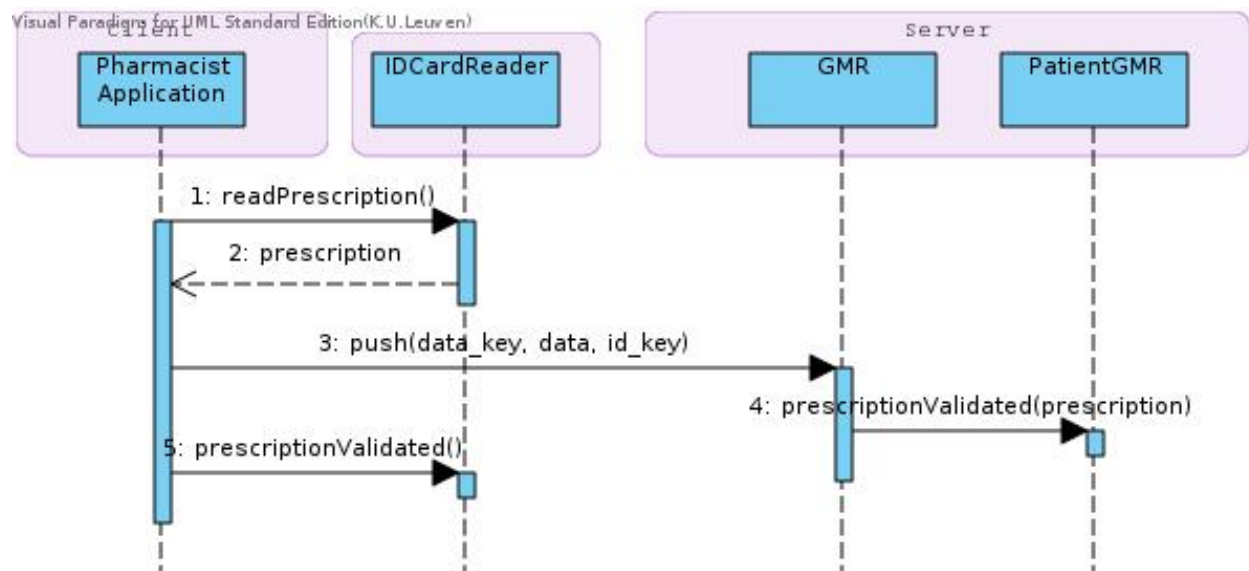 Visual Paradigm for UML Standard Edition(K.U.Leuven)
Client
Server
Pharmacist
Application
IDCardReader
GMR
PatientGMR
1: readPrescription()
2: prescription
3: push(data_key, data, id_key)
4: prescriptionValidated(prescription)
5: prescriptionValidated()